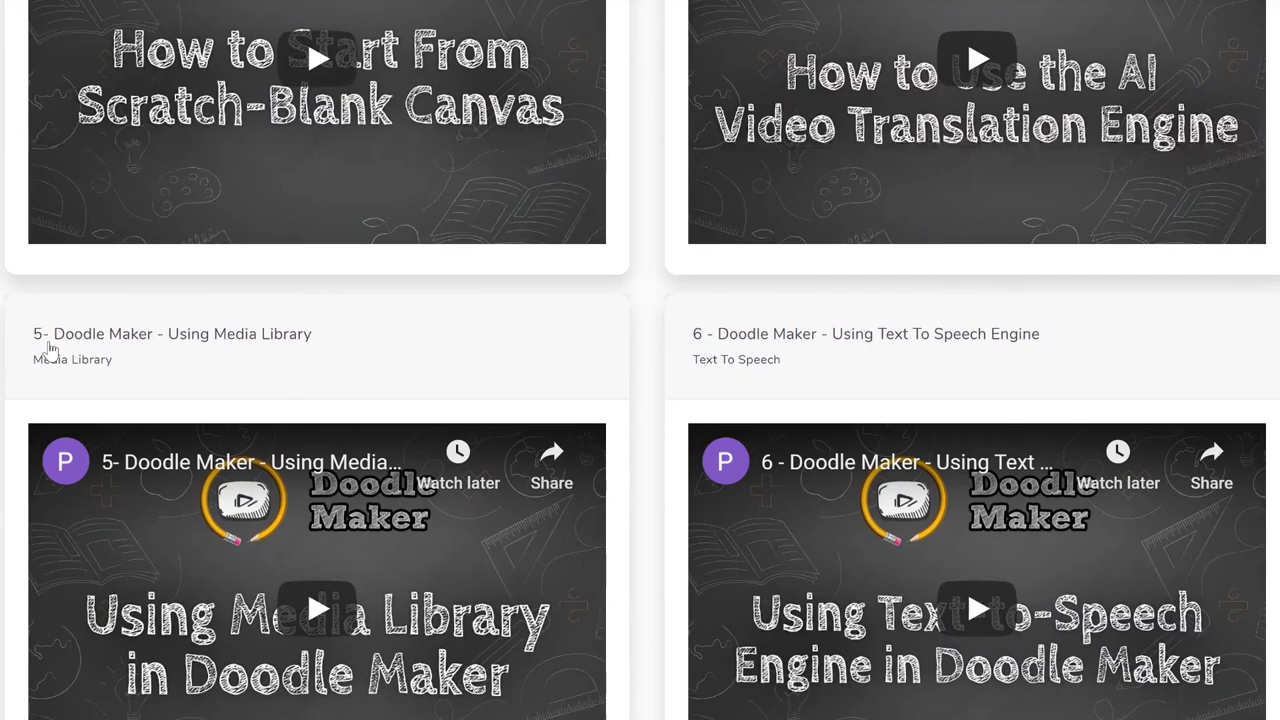 How to Start From
Scratch-Blank Canvas
How to Use the AI
Video Translation Engine
5- Doodle Maker - Using Media Library
Media Library
6 - Doodle Maker - Using Text To Speech Engine
Text To Speech
P
5- Doodle Maker - Using Media...
Watch later
Share
Doodle
Maker
Using Media Library
in Doodle Maker
P
6 - Doodle Maker - Using Text ...
Watch later
Share
Doodle
Maker
Using Text-to-Speech
Engine in Doodle Maker